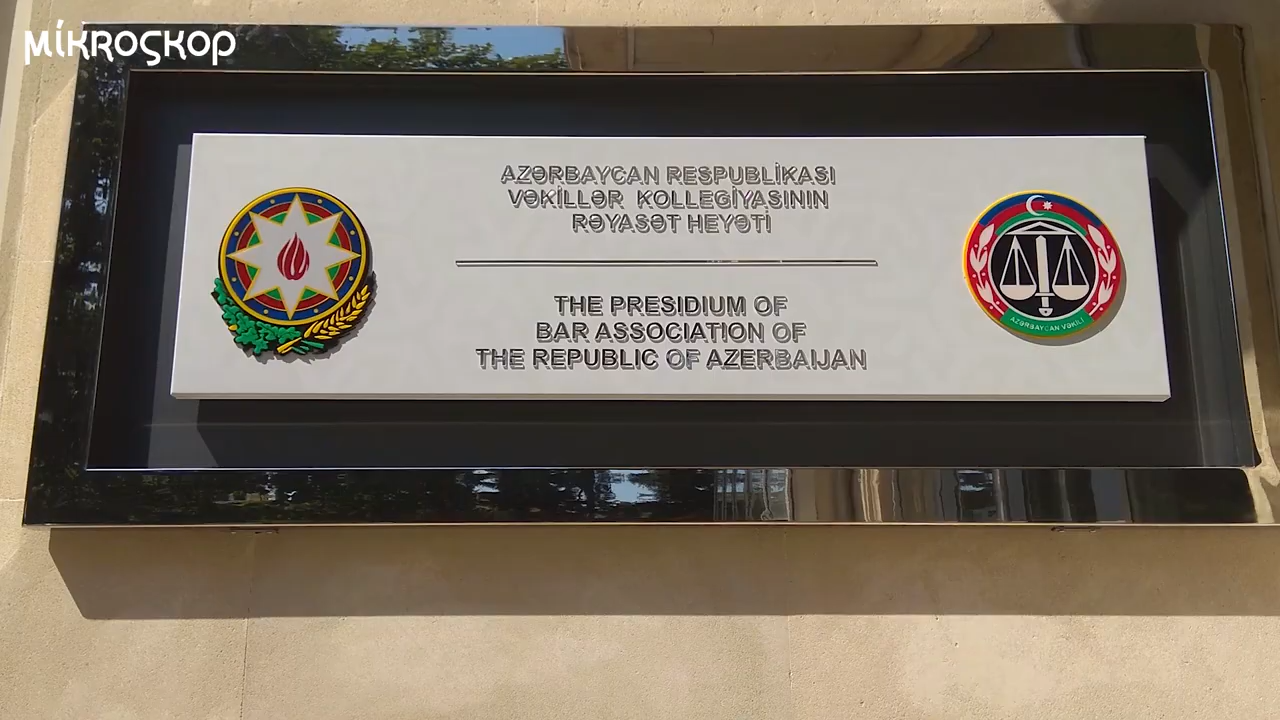 MİKROSKOP
AZƏRBAYCAN RESPUBLİKASI
VƏKİLLƏR KOLLEGİYASININ
RƏYASƏT HEYƏTİ
THE PRESIDIUM OF
BAR ASSOCIATION OF
THE REPUBLIC OF AZERBAIJAN
AZƏRBAYCAN VƏKİLİ